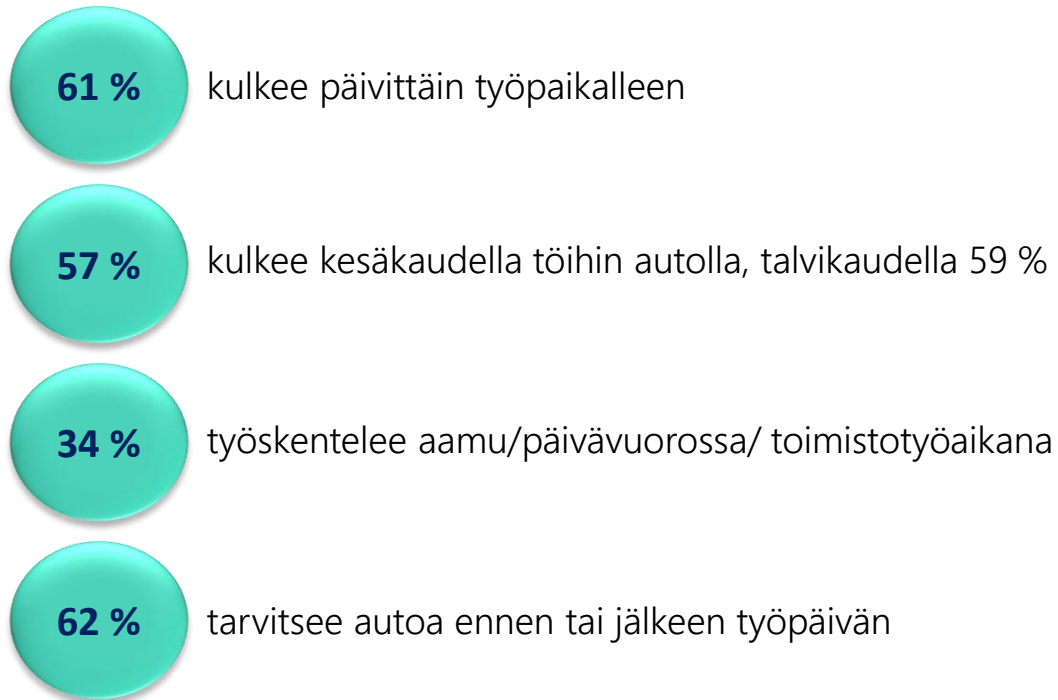 61 % kulkee päivittäin työpaikalleen
57 % kulkee kesäkaudella töihin autolla, talvikaudella 59 %
34 % työskentelee aamu/päivävuorossa/ toimistotyöaikana
62 % tarvitsee autoa ennen tai jälkeen työpäivän